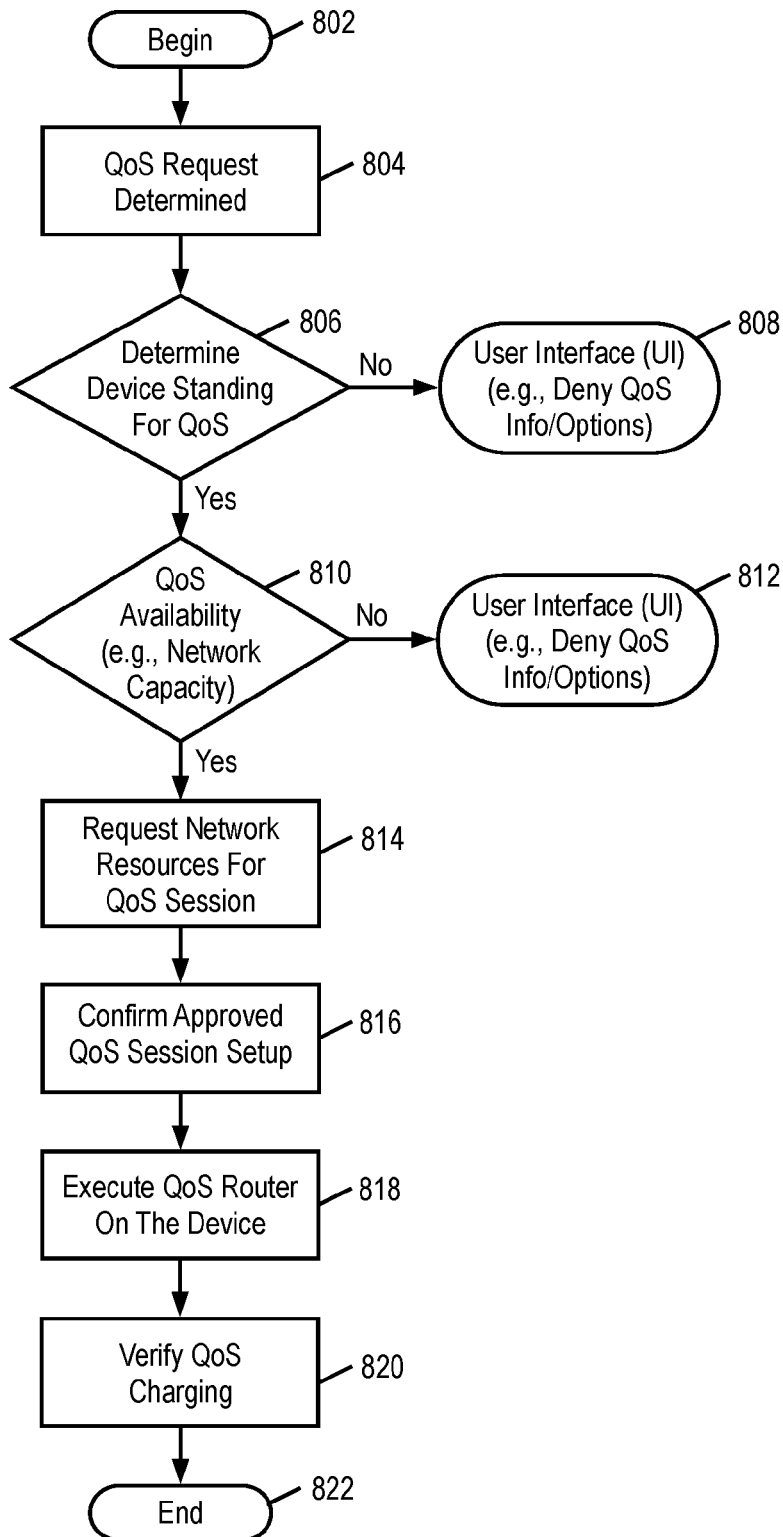 Begin
802
QoS Request
Determined
804
806
Determine
Device Standing
For QoS
No
808
User Interface (UI)
(e.g., Deny QoS
Info/Options)
Yes
810
QoS
Availability
(e.g., Network
Capacity)
No
812
User Interface (UI)
(e.g., Deny QoS
Info/Options)
Yes
Request Network
Resources For
QoS Session
814
Confirm Approved
QoS Session Setup
816
Execute QoS Router
On The Device
818
Verify QoS
Charging
820
End
822